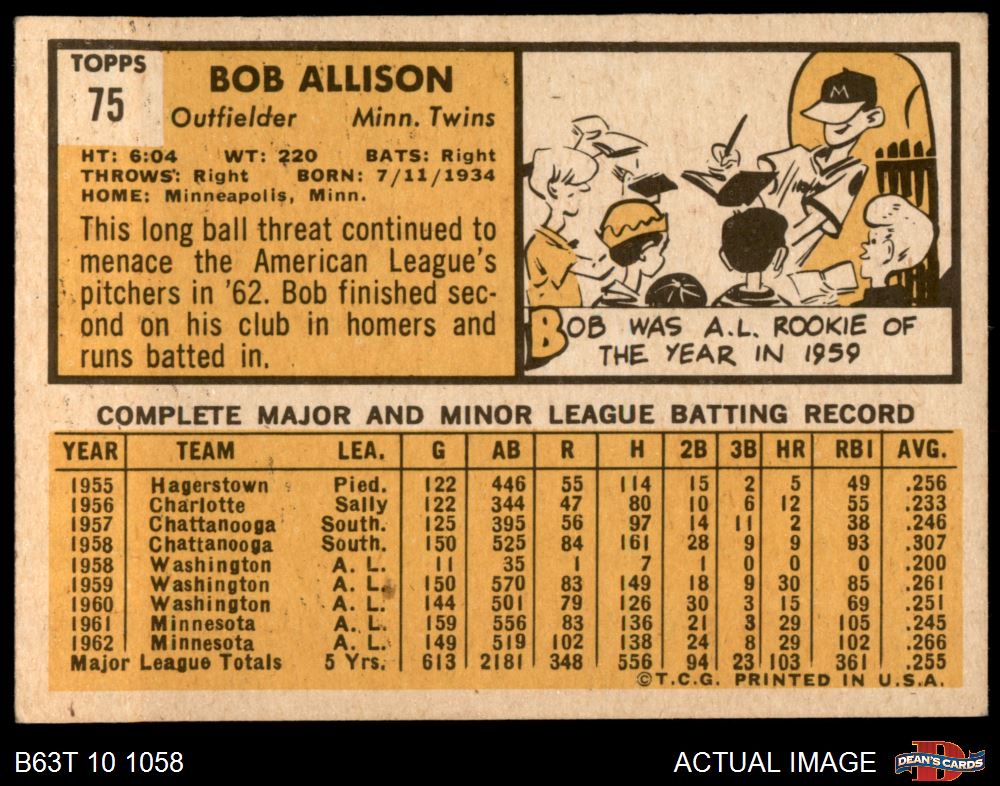 TOPPS
75
BOB ALLISON
Outfielder Minn. Twins
HT: 6:04 WT: 220 BATS: Right
THROWS: Right BORN: 7/11/1934
HOME: Minneapolis, Minn.
This long ball threat continued to
menace the American League's
pitchers in '62. Bob finished sec-
ond on his club in homers and
runs batted in.
M
BOB WAS A.L. ROOKIE OF
THE YEAR IN 1959
COMPLETE MAJOR AND MINOR LEAGUE BATTING RECORD
YEAR TEAM LEA. G AB R H 2B 3B HR RBI AVG.
1955 Hagerstown Pied. 122 446 55 114 15 2 5 49 .256
1956 Charlotte Sally 122 344 47 80 10 6 12 55 .233
1957 Chattanooga South. 125 395 56 97 14 11 2 38 .246
1958 Chattanooga South. 150 525 84 161 28 9 9 93 .307
1958 Washington A. L. 11 35 1 7 1 0 0 0 .200
1959 Washington A. L. 150 570 83 149 18 9 30 85 .261
1960 Washington A. L. 144 501 79 126 30 3 15 69 .251
1961 Minnesota A. L. 159 556 83 136 21 3 29 105 .245
1962 Minnesota A. L. 149 519 102 138 24 8 29 102 .266
Major League Totals 5 Yrs. 613 2181 348 556 94 23 103 361 .255
©T.C.G. PRINTED IN U.S.A.
B63T 10 1058 ACTUAL IMAGE DEAN'S CARDS